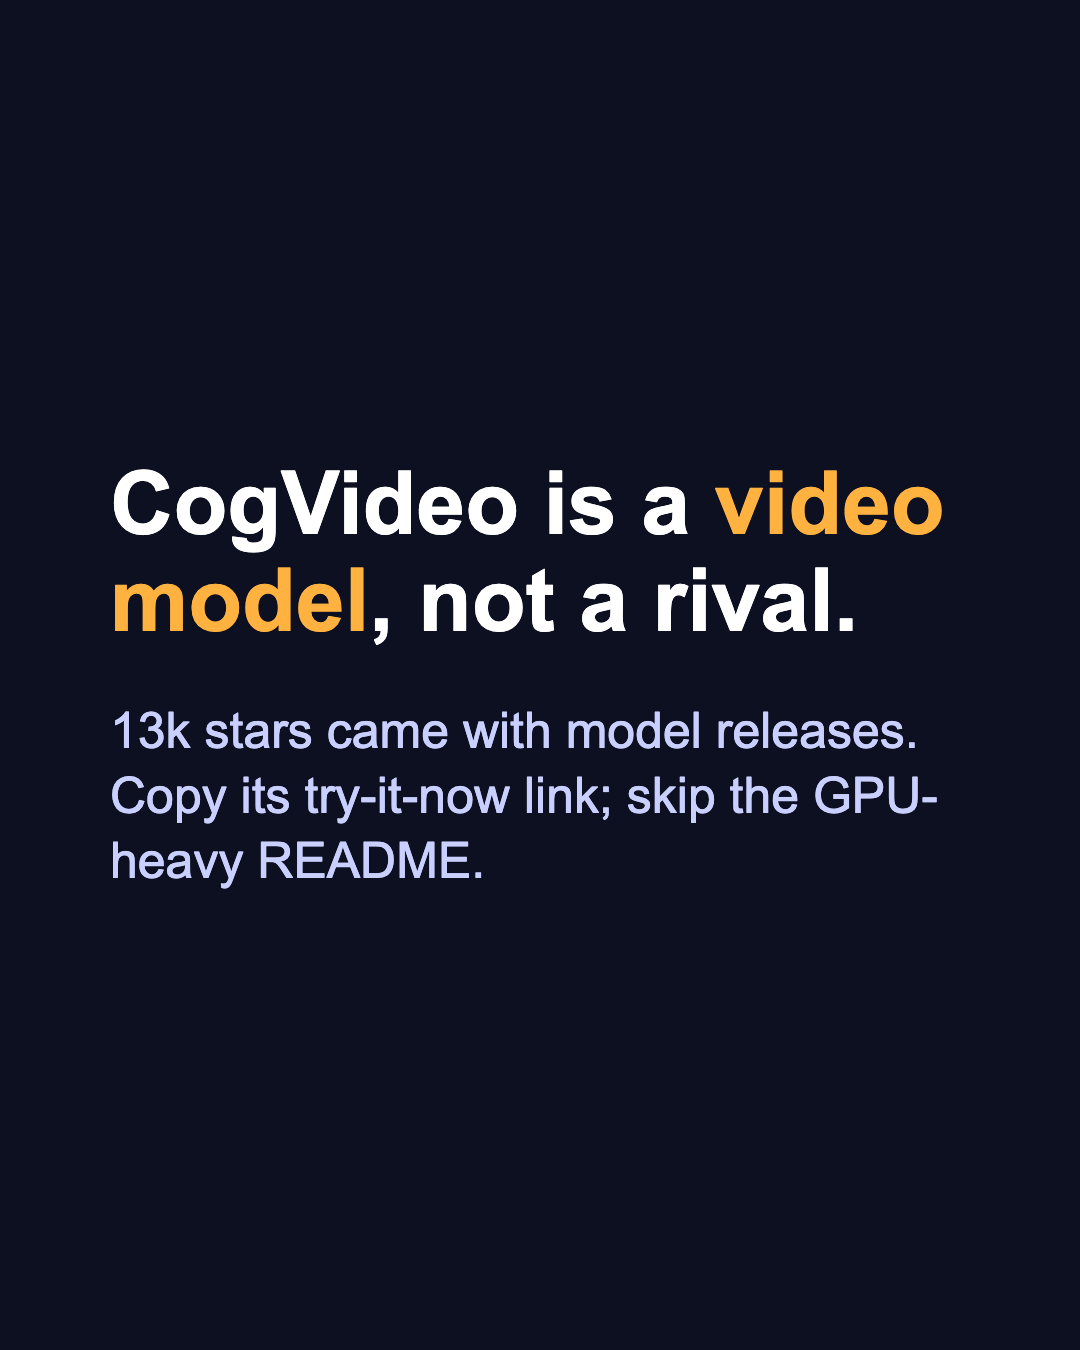 CogVideo is a video
model, not a rival.
13k stars came with model releases.
Copy its try-it-now link; skip the GPU-
heavy README.